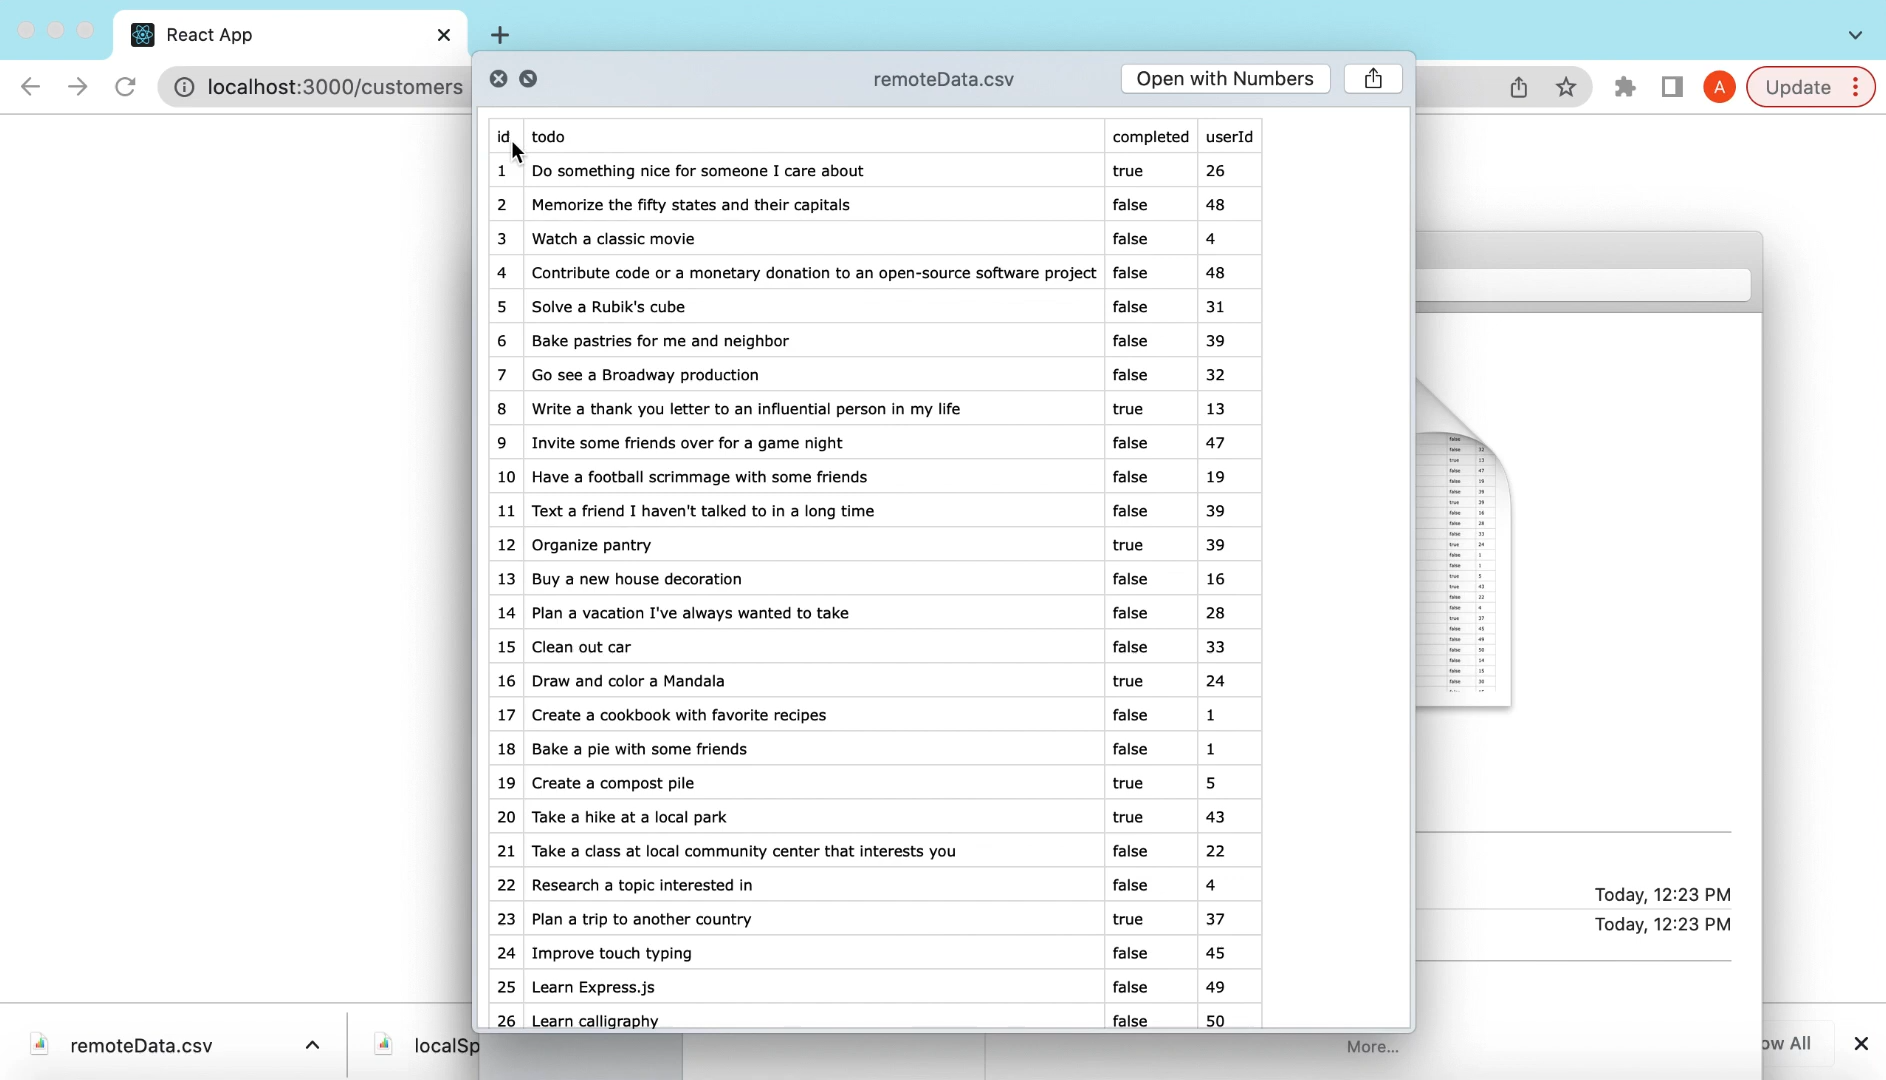 React App
localhost:3000/customers
remoteData.csv
Open with Numbers
A
Update
id todo completed userId
1 Do something nice for someone I care about true 26
2 Memorize the fifty states and their capitals false 48
3 Watch a classic movie false 4
4 Contribute code or a monetary donation to an open-source software project false 48
5 Solve a Rubik's cube false 31
6 Bake pastries for me and neighbor false 39
7 Go see a Broadway production false 32
8 Write a thank you letter to an influential person in my life true 13
9 Invite some friends over for a game night false 47
10 Have a football scrimmage with some friends false 19
11 Text a friend I haven't talked to in a long time false 39
12 Organize pantry true 39
13 Buy a new house decoration false 16
14 Plan a vacation I've always wanted to take false 28
15 Clean out car false 33
16 Draw and color a Mandala true 24
17 Create a cookbook with favorite recipes false 1
18 Bake a pie with some friends false 1
19 Create a compost pile true 5
20 Take a hike at a local park true 43
21 Take a class at local community center that interests you false 22
22 Research a topic interested in false 4
23 Plan a trip to another country true 37
24 Improve touch typing false 45
25 Learn Express.js false 49
26 Learn calligraphy false 50
Today, 12:23 PM
Today, 12:23 PM
remoteData.csv
localSp
More...
ow All